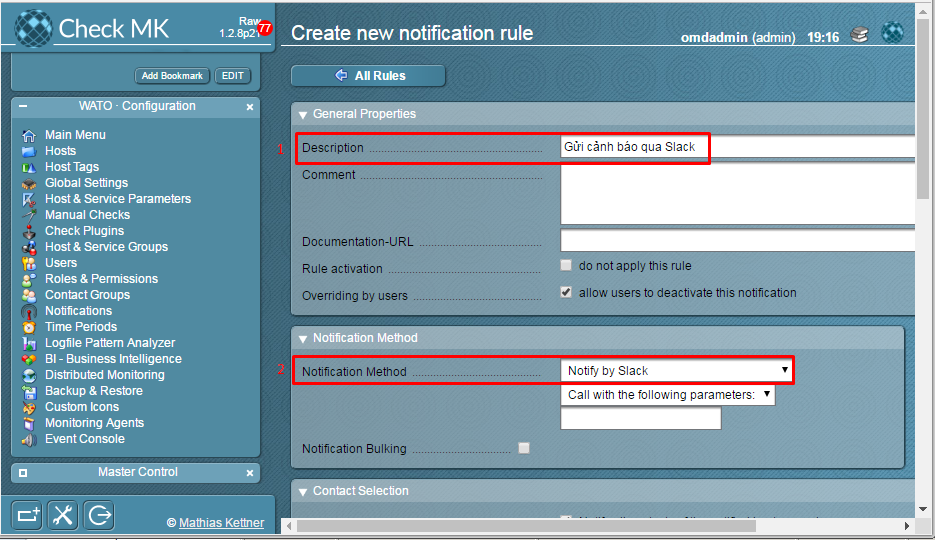 Check MK
Raw
1.2.8p21
77
Create new notification rule
omdadmin (admin) 19:16
Add Bookmark
EDIT
All Rules
WATO · Configuration
Main Menu
Hosts
Host Tags
Global Settings
Host & Service Parameters
Manual Checks
Check Plugins
Host & Service Groups
Users
Roles & Permissions
Contact Groups
Notifications
Time Periods
Logfile Pattern Analyzer
BI - Business Intelligence
Distributed Monitoring
Backup & Restore
Custom Icons
Monitoring Agents
Event Console
Master Control
© Mathias Kettner
General Properties
1 Description Gửi cảnh báo qua Slack
Comment
Documentation-URL
Rule activation do not apply this rule
Overriding by users allow users to deactivate this notification
Notification Method
2 Notification Method Notify by Slack
Call with the following parameters:
Notification Bulking
Contact Selection